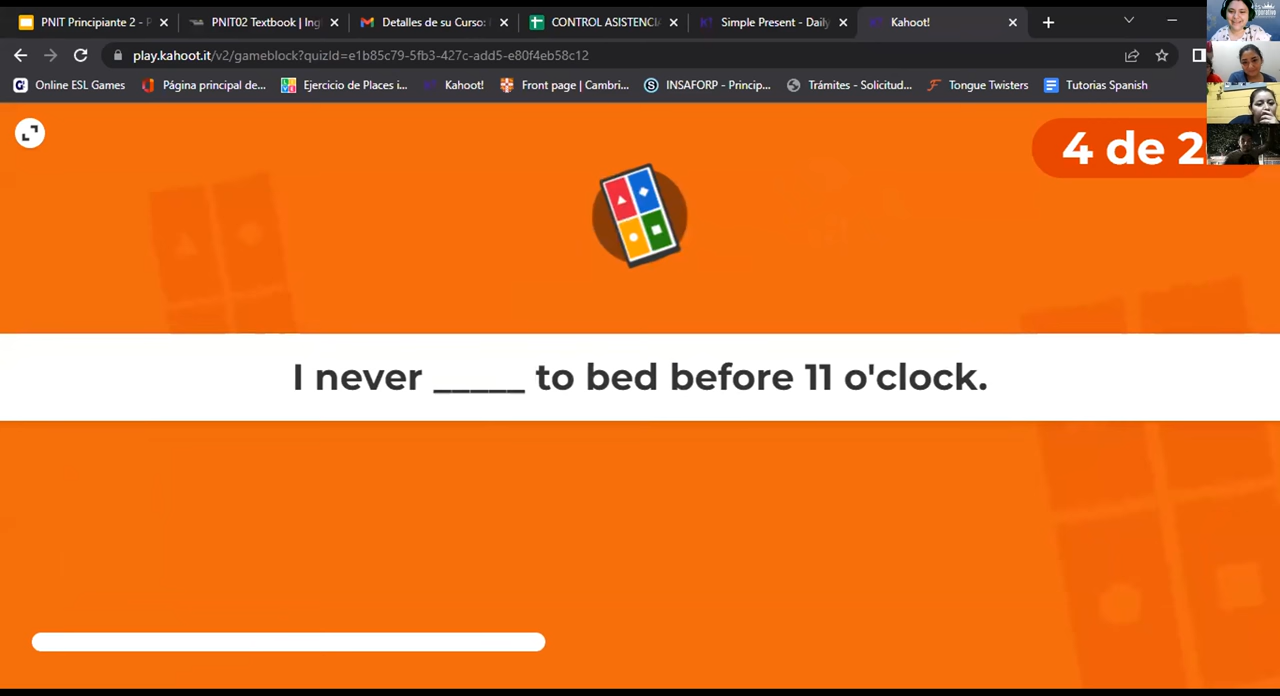 PNIT Principiante 2 - P
PNIT02 Textbook | Ing
Detalles de su Curso:
CONTROL ASISTENCIA
Simple Present - Daily
Kahoot!
play.kahoot.it/v2/gameblock?quizId=e1b85c79-5fb3-427c-add5-e80f4eb58c12
Online ESL Games
Página principal de...
Ejercicio de Places i...
Kahoot!
Front page | Cambri...
INSAFORP - Princip...
Trámites - Solicitud...
Tongue Twisters
Tutorias Spanish
4 de 2
I never _____ to bed before 11 o'clock.